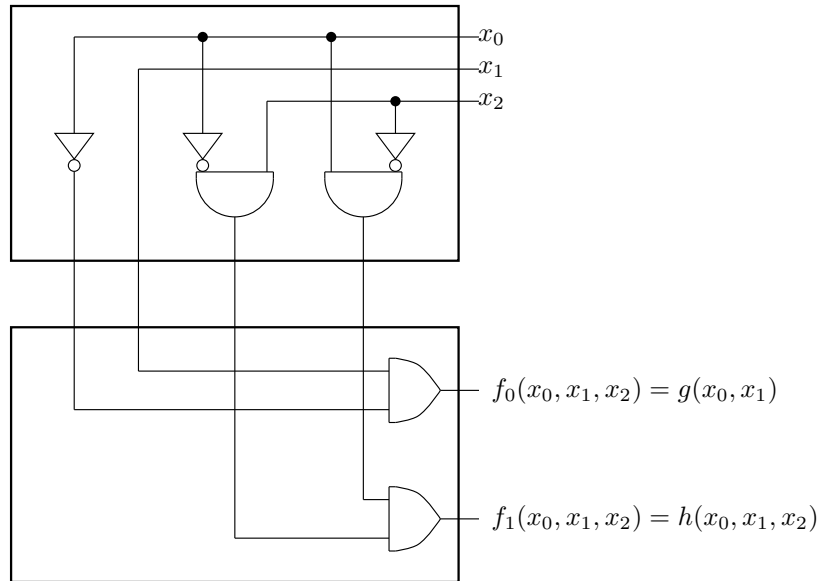 x₀
x₁
x₂
f₀(x₀, x₁, x₂) = g(x₀, x₁)
f₁(x₀, x₁, x₂) = h(x₀, x₁, x₂)